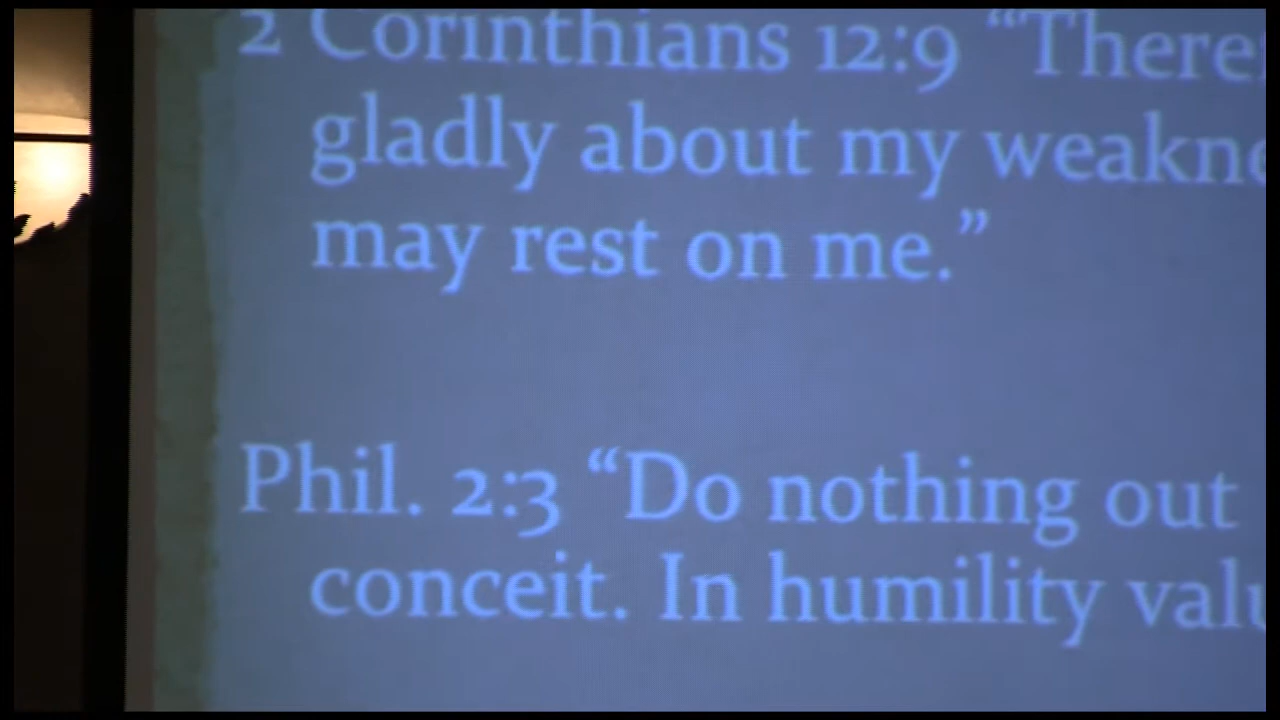 2 Corinthians 12:9 “Theref
gladly about my weakne
may rest on me.”
Phil. 2:3 “Do nothing out
conceit. In humility valu